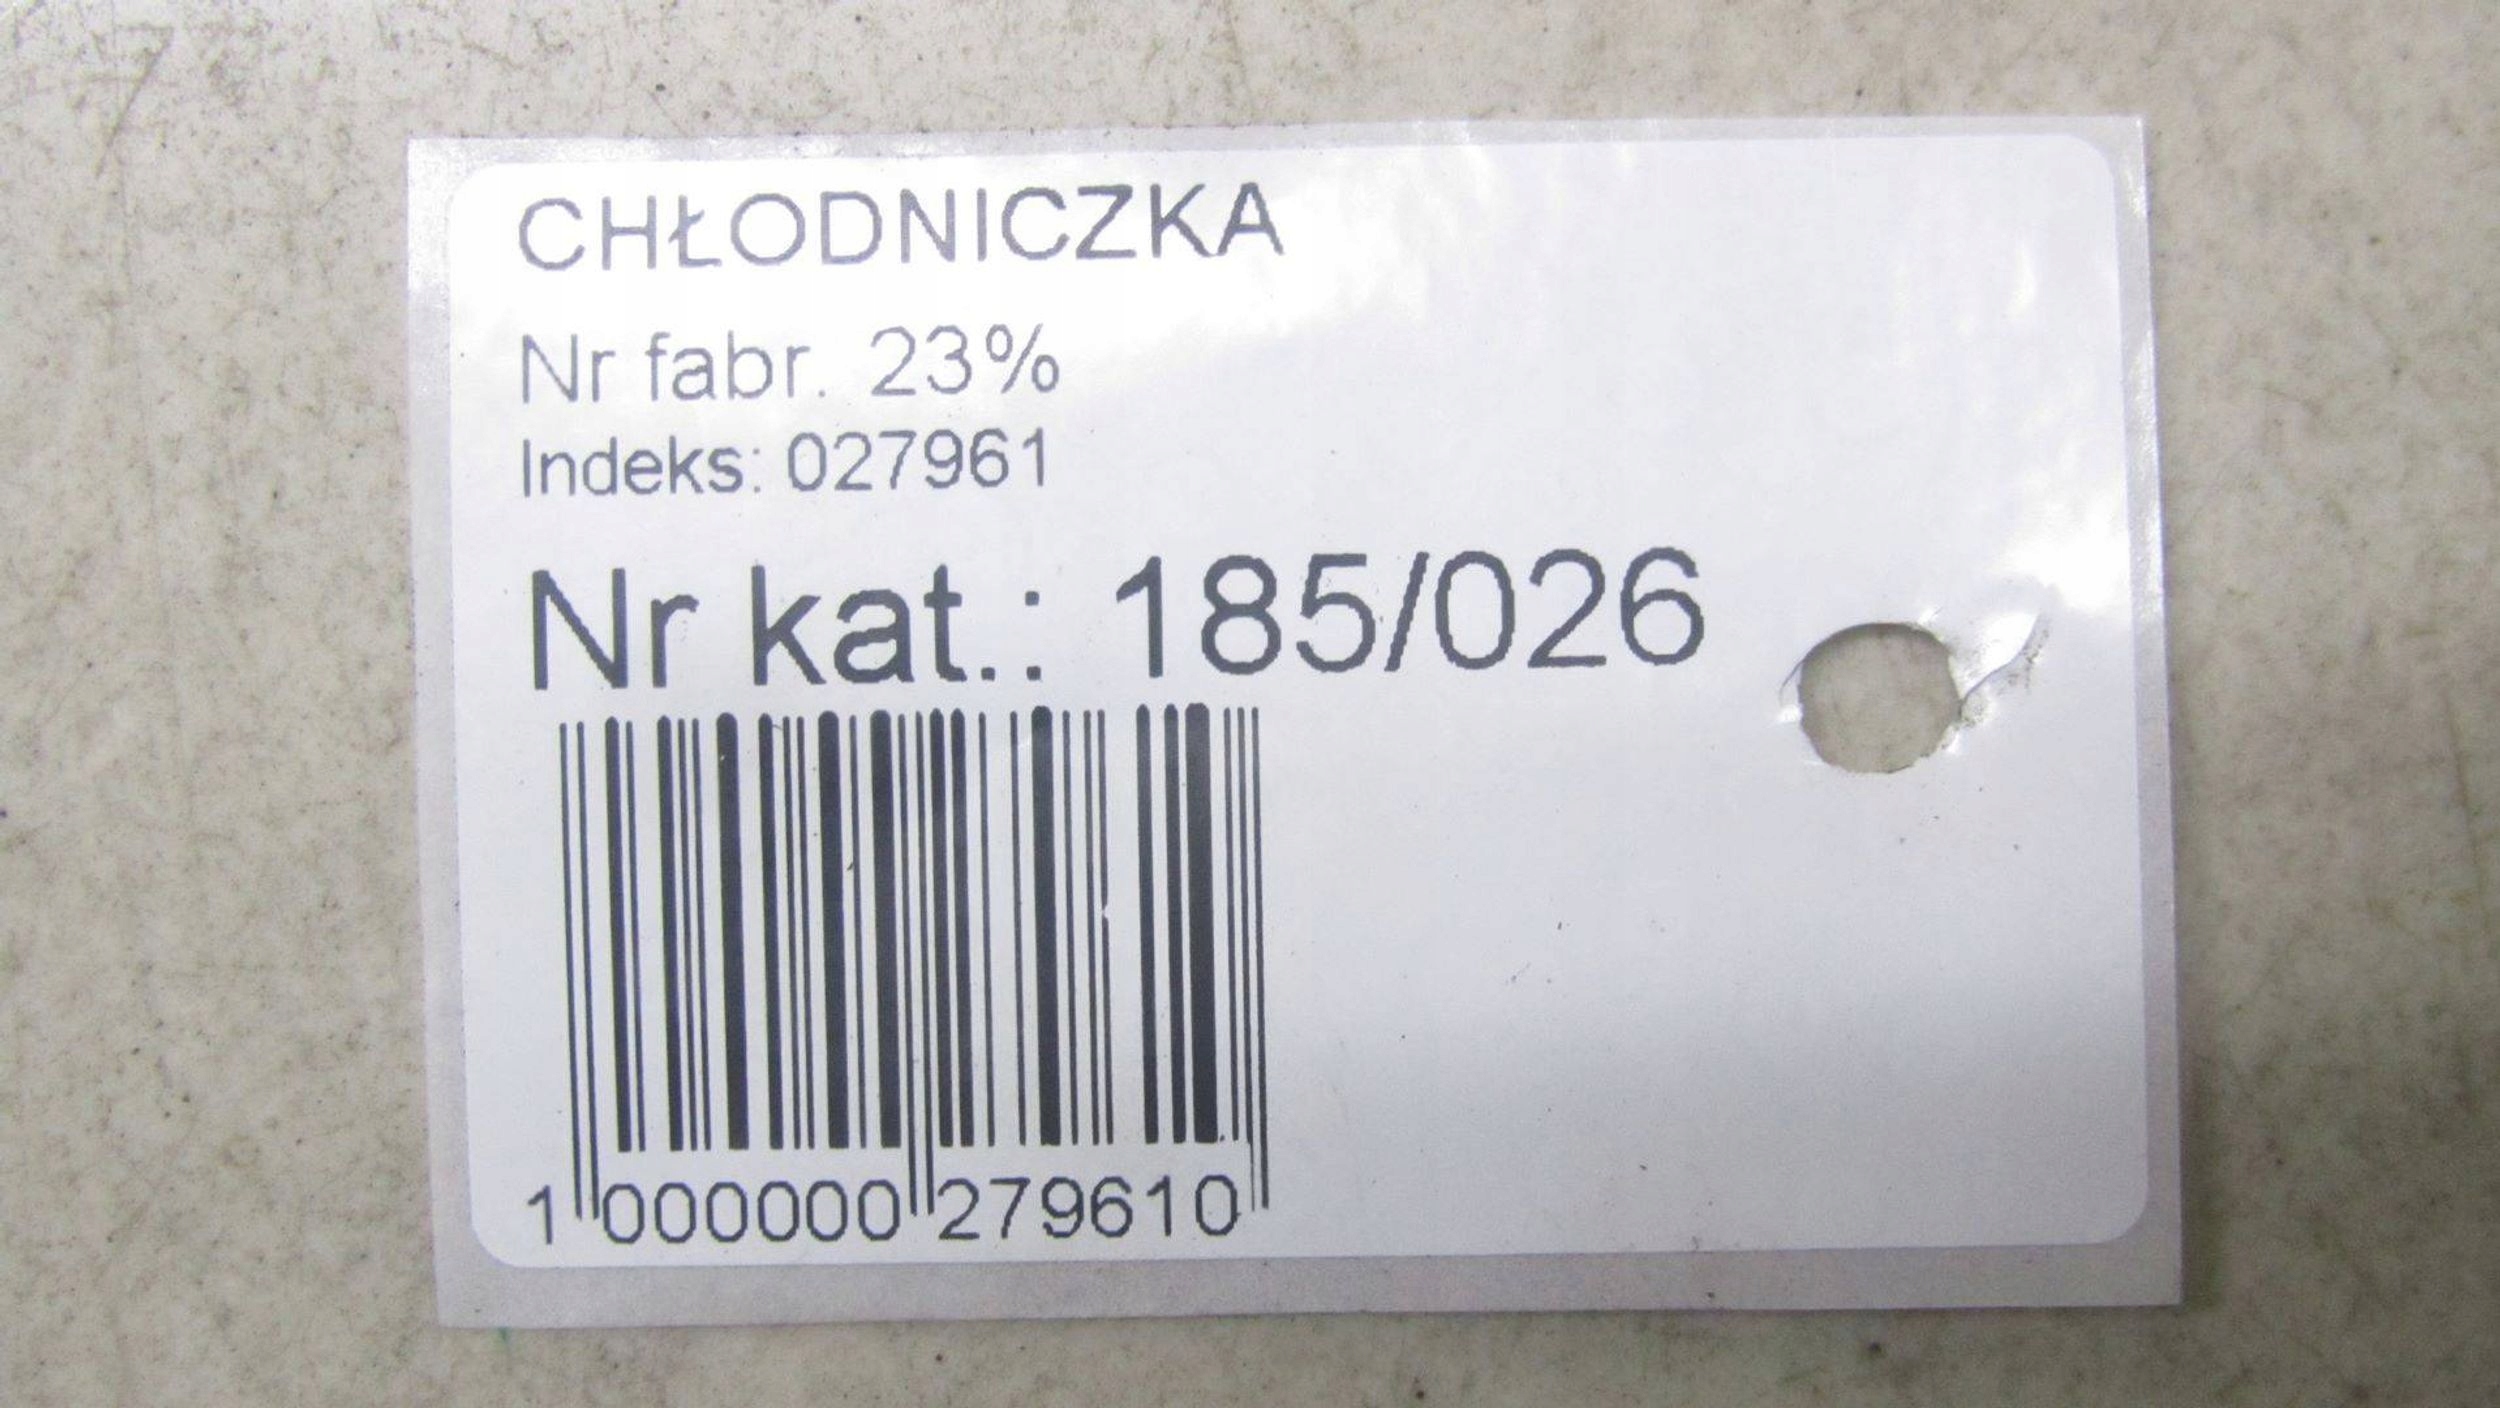 CHŁODNICZKA
Nr fabr. 23%
Indeks: 027961
Nr kat.: 185/026
1 000000 279610